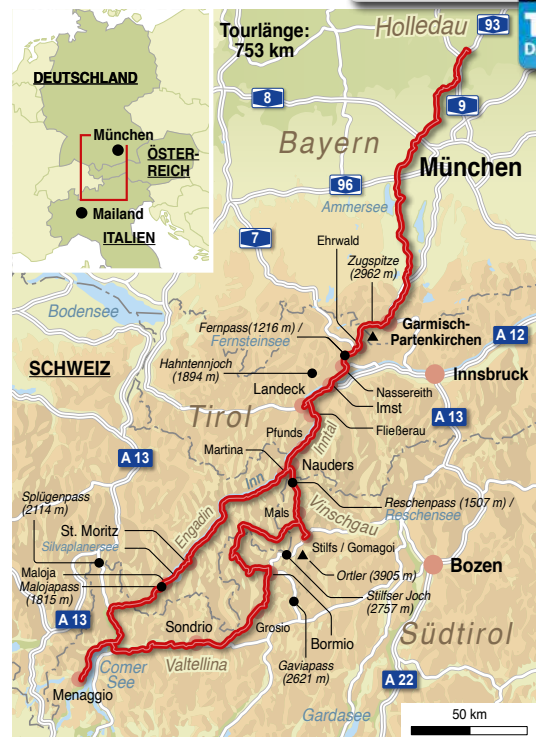 Tourlänge:
753 km
Holledau
93
DEUTSCHLAND
München
ÖSTER-
REICH
Mailand
ITALIEN
8
9
Bayern
München
96
Ammersee
7
Ehrwald
Zugspitze
(2962 m)
Bodensee
Fernpass(1216 m) /
Fernsteinsee
Garmisch-
Partenkirchen
A 12
SCHWEIZ
Hahntennjoch
(1894 m)
Landeck
Innsbruck
Nassereith
Imst
Tirol
A 13
Fließerau
Pfunds
Inntal
A 13
Martina
Inn
Nauders
Splügenpass
(2114 m)
Reschenpass (1507 m) /
Reschensee
Mals
Vinschgau
Engadin
St. Moritz
Silvaplanersee
Stilfs / Gomagoi
Maloja
Malojapass
(1815 m)
Ortler (3905 m)
Bozen
Stilfser Joch
(2757 m)
A 13
Sondrio
Grosio
Bormio
Südtirol
Comer
See
Valtellina
Gaviapass
(2621 m)
A 22
Menaggio
Gardasee
50 km